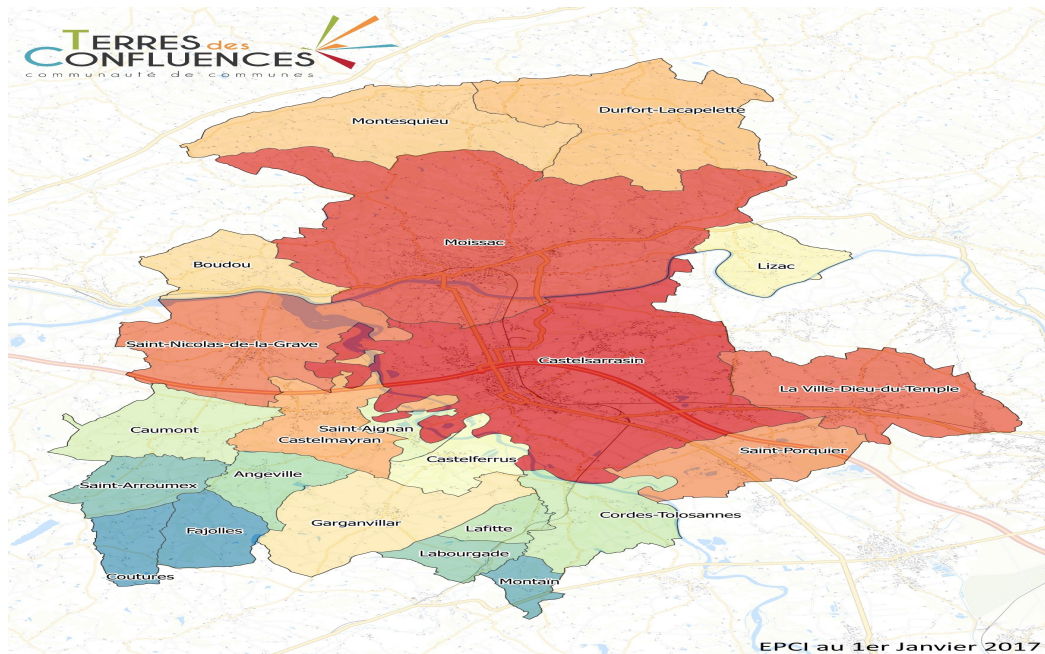 TERRES des
CONFLUENCES
communauté de communes
Durfort-Lacapelette
Montesquieu
Moissac
Boudou
Lizac
Saint-Nicolas-de-la-Grave
Castelsarrasin
La Ville-Dieu-du-Temple
Caumont
Saint-Aignan
Castelmayran
Saint-Porquier
Castelferrus
Angeville
Saint-Arroumex
Cordes-Tolosannes
Garganvillar
Lafitte
Fajolles
Labourgade
Coutures
Montain
EPCI au 1er Janvier 2017